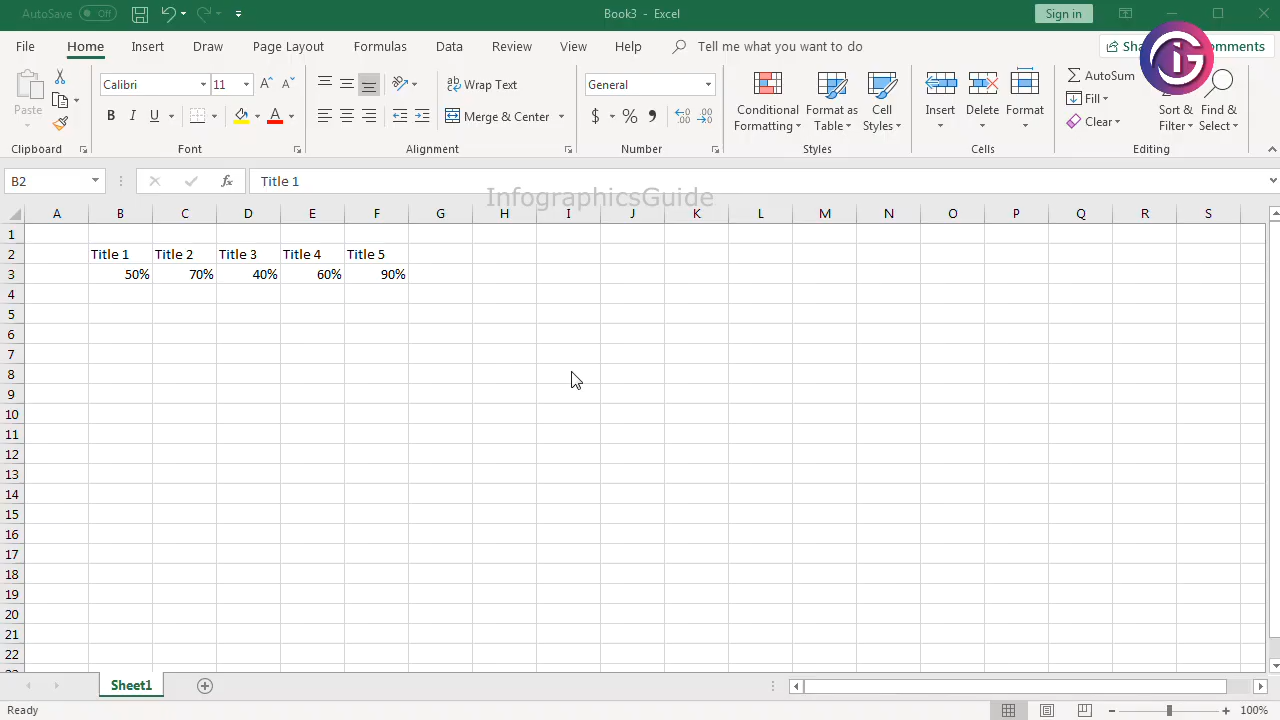 AutoSave Off Book3 - Excel Sign in
File Home Insert Draw Page Layout Formulas Data Review View Help Tell me what you want to do Sha omments
Paste Calibri 11 Wrap Text General Conditional Formatting Format as Table Cell Styles Insert Delete Format AutoSum Sort & Filter Find & Select
B I U Merge & Center $ % Fill
Clear
Clipboard Font Alignment Number Styles Cells Editing
B2 fx Title 1
InfographicsGuide
A B C D E F G H I J K L M N O P Q R S
1
2 Title 1 Title 2 Title 3 Title 4 Title 5
3 50% 70% 40% 60% 90%
4
5
6
7
8
9
10
11
12
13
14
15
16
17
18
19
20
21
22
Sheet1
Ready 100%